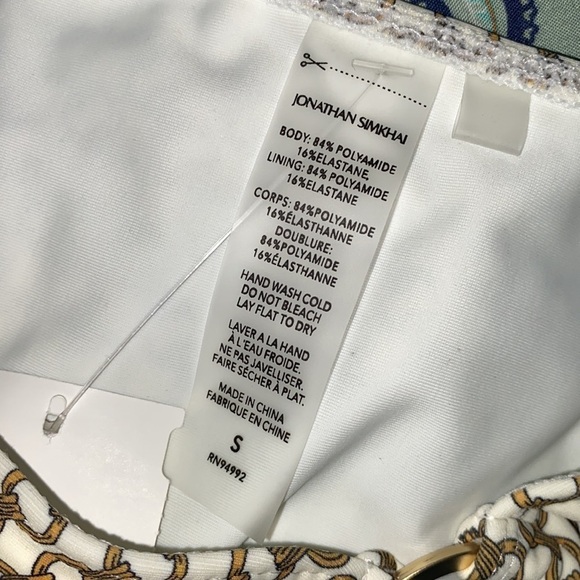 JONATHAN SIMKHAI
BODY: 84% POLYAMIDE
16%ELASTANE,
LINING: 84% POLYAMIDE
16%ELASTANE
CORPS: 84%POLYAMIDE
16%ÉLASTHANNE
DOUBLURE:
84%POLYAMIDE
16%ÉLASTHANNE
HAND WASH COLD
DO NOT BLEACH
LAY FLAT TO DRY
LAVER A LA HAND
À L'EAU FROIDE.
NE PAS JAVELLISER.
FAIRE SÉCHER À PLAT.
MADE IN CHINA
FABRIQUE EN CHINE
S
RN94992